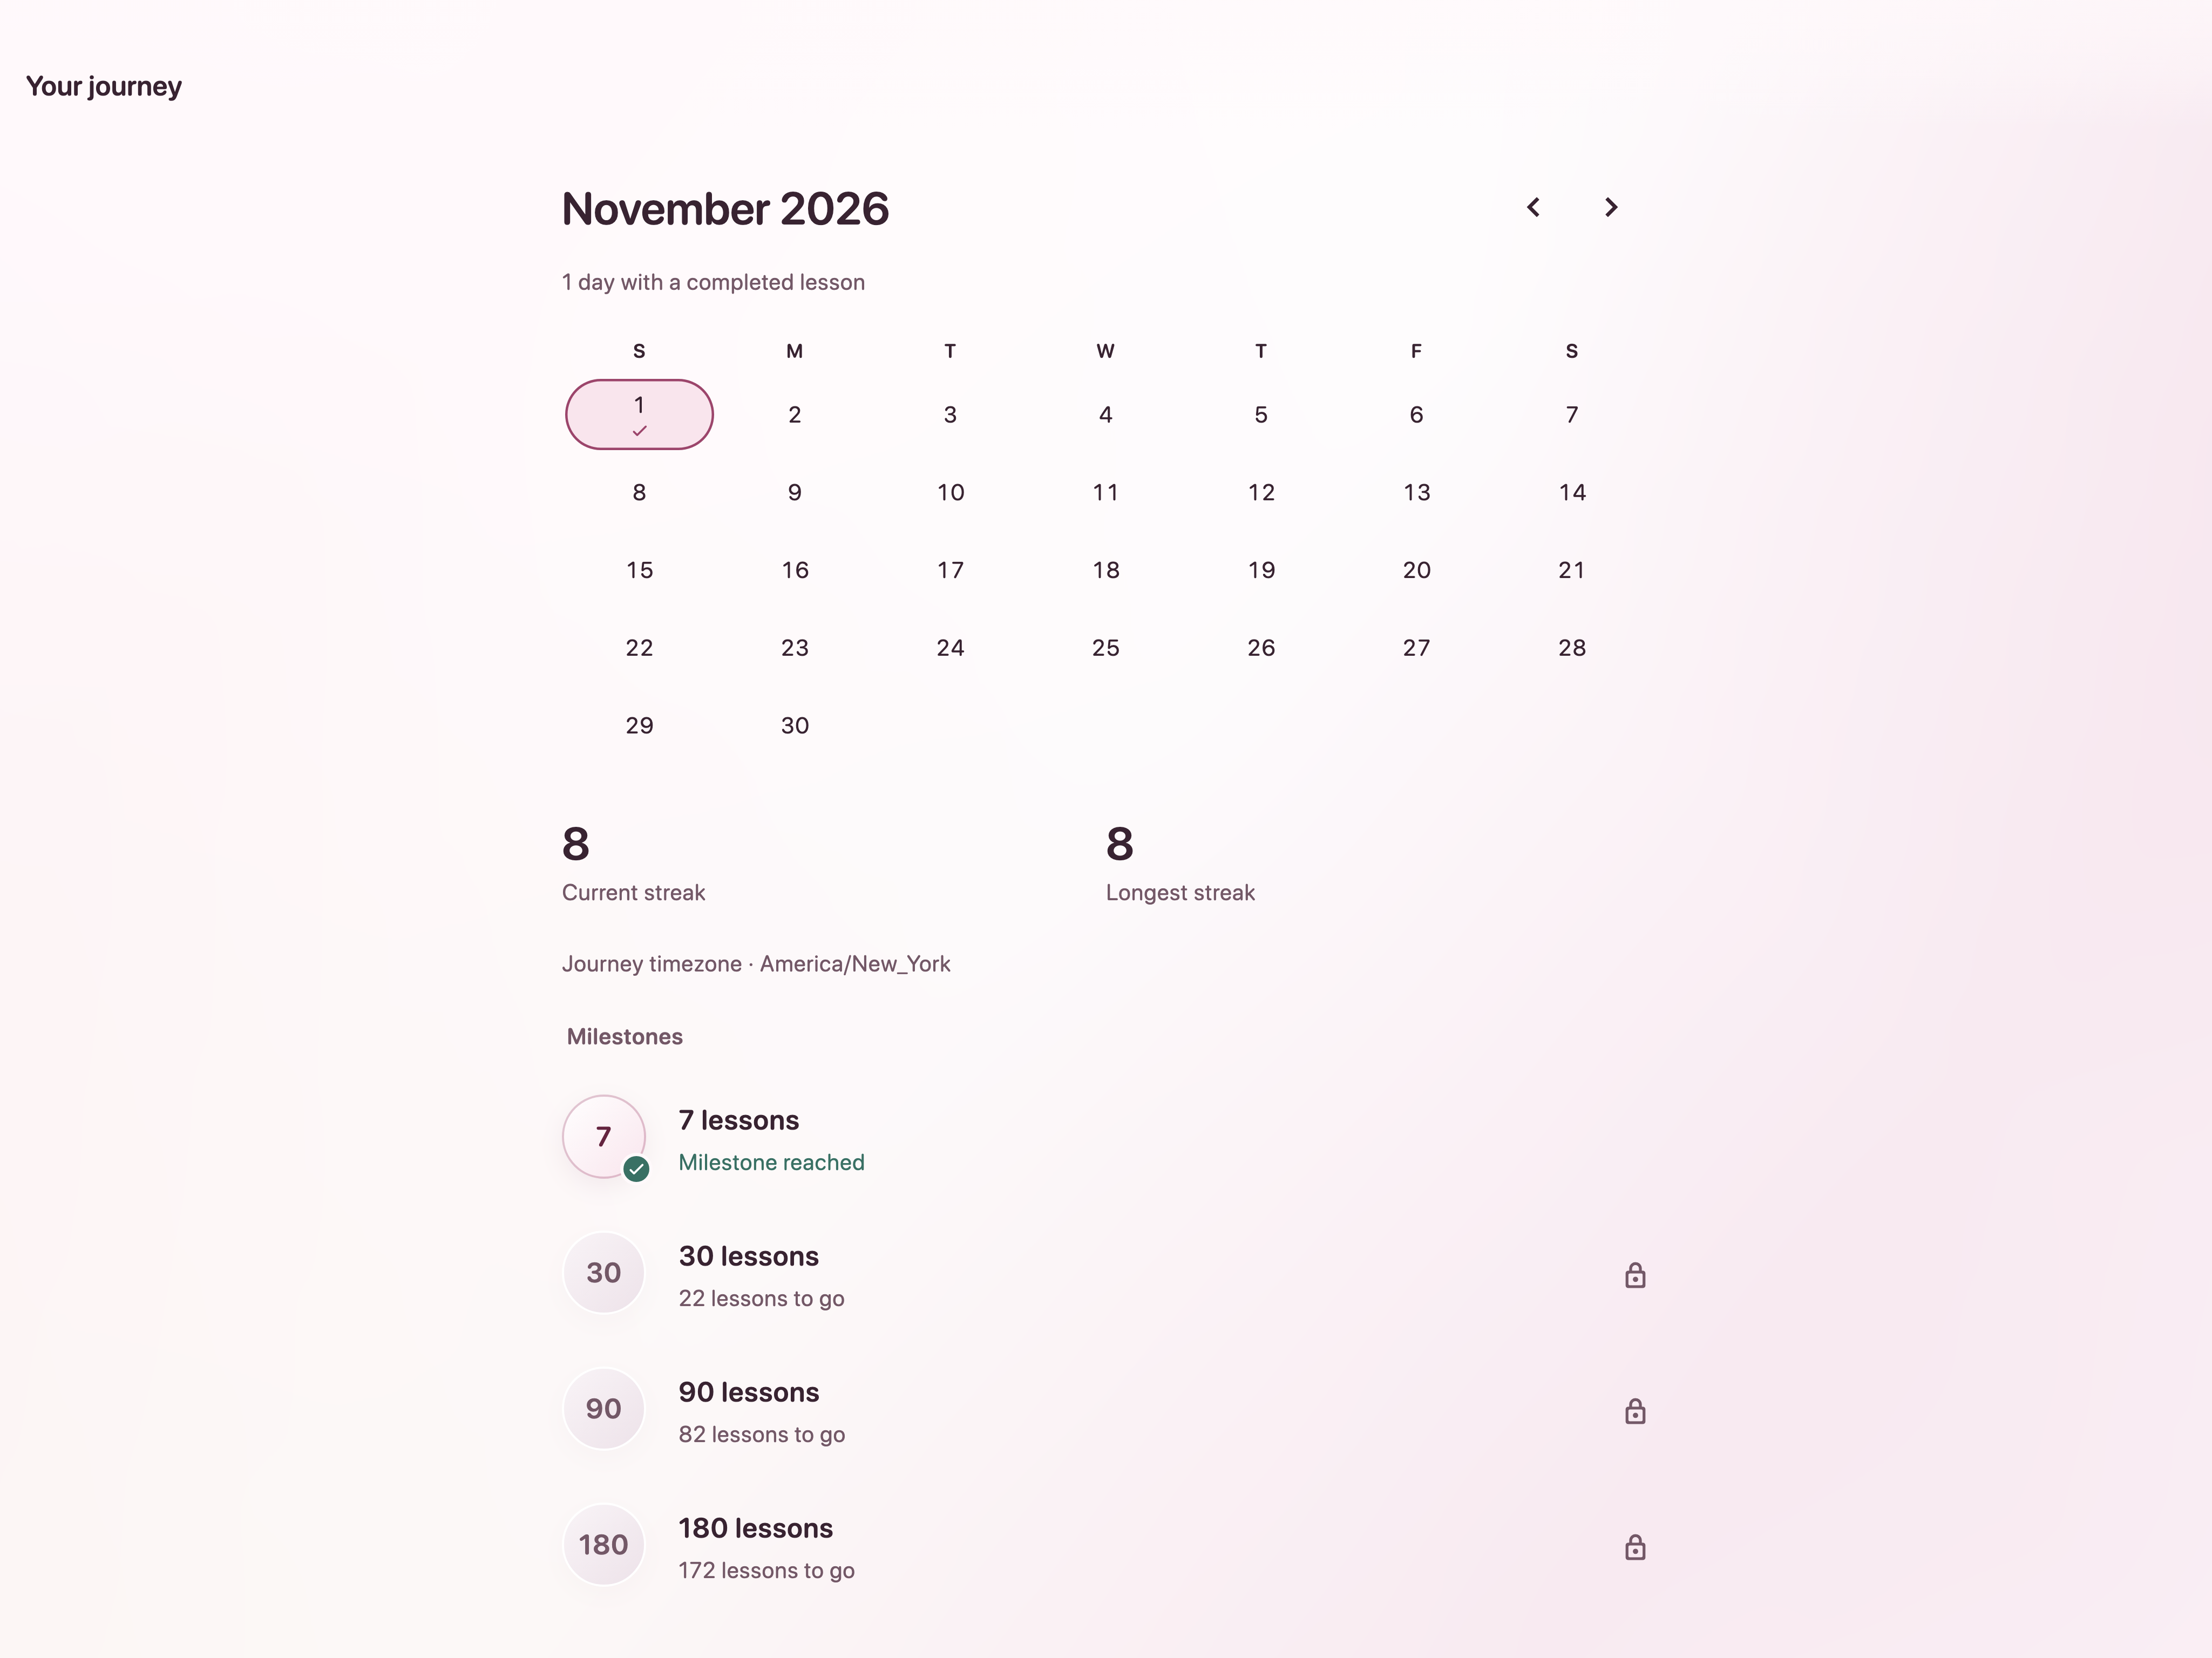 Your journey
November 2026
1 day with a completed lesson
S M T W T F S
1 2 3 4 5 6 7
8 9 10 11 12 13 14
15 16 17 18 19 20 21
22 23 24 25 26 27 28
29 30
8 8
Current streak Longest streak
Journey timezone · America/New_York
Milestones
7 7 lessons
Milestone reached
30 30 lessons
22 lessons to go
90 90 lessons
82 lessons to go
180 180 lessons
172 lessons to go